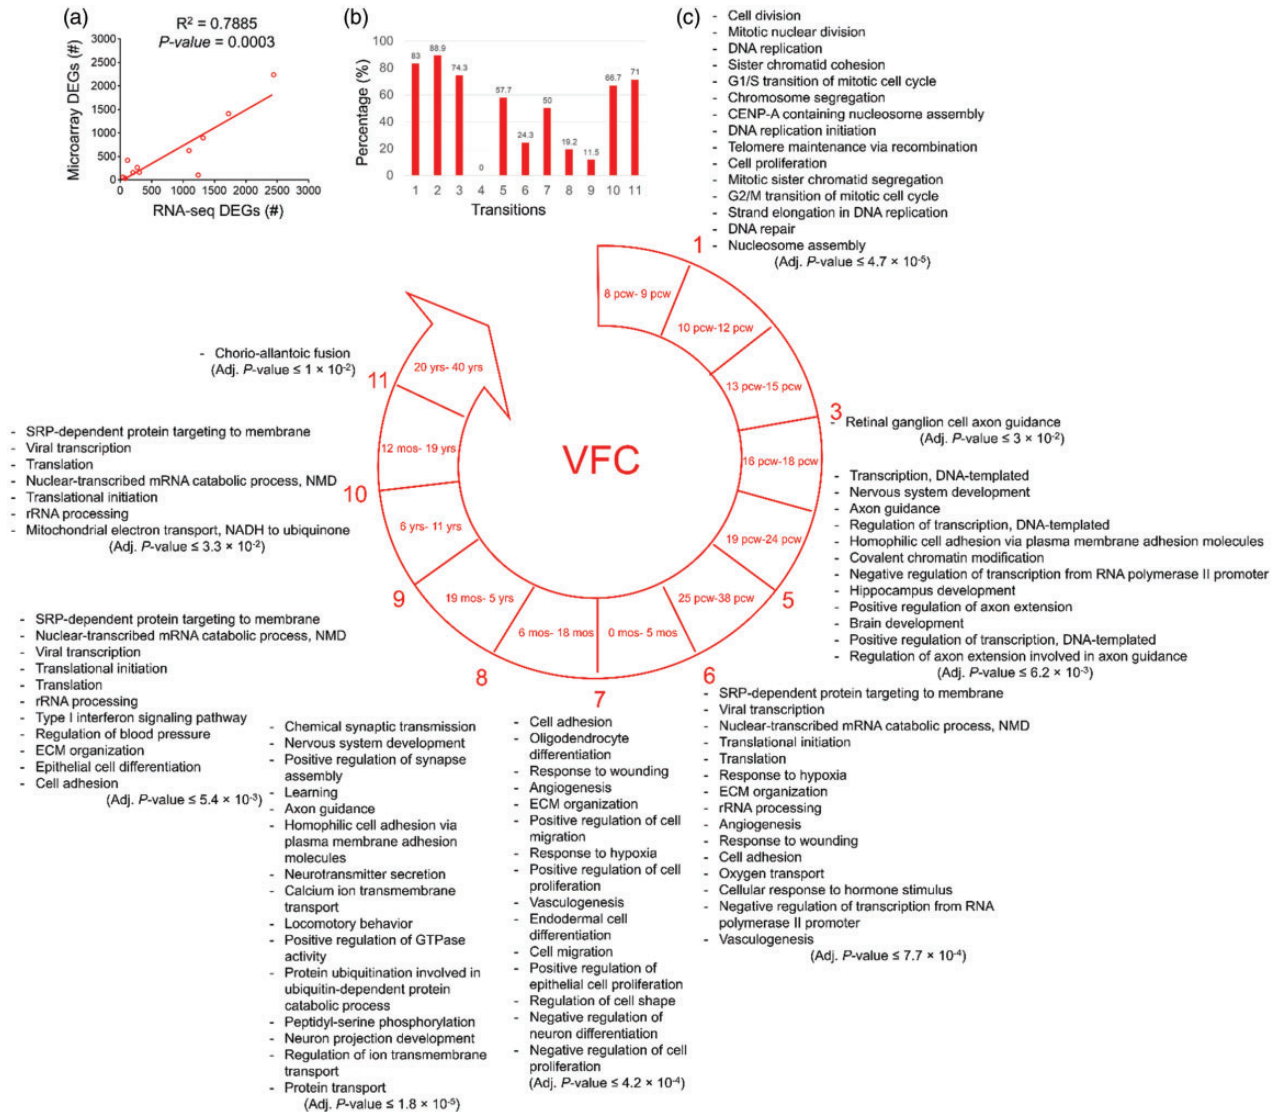 (a)
R² = 0.7885
P-value = 0.0003
Microarray DEGs (#)
3000
2500
2000
1500
1000
500
0
0 500 1000 1500 2000 2500 3000
RNA-seq DEGs (#)
(b)
Percentage (%)
100
80
60
40
20
0
83
88.9
74.3
0
57.7
24.3
50
19.2
11.5
66.7
71
1 2 3 4 5 6 7 8 9 10 11
Transitions
(c)
- Cell division
- Mitotic nuclear division
- DNA replication
- Sister chromatid cohesion
- G1/S transition of mitotic cell cycle
- Chromosome segregation
- CENP-A containing nucleosome assembly
- DNA replication initiation
- Telomere maintenance via recombination
- Cell proliferation
- Mitotic sister chromatid segregation
- G2/M transition of mitotic cell cycle
- Strand elongation in DNA replication
- DNA repair
- Nucleosome assembly
(Adj. P-value ≤ 4.7 × 10⁻⁵)
1
8 pcw- 9 pcw
10 pcw-12 pcw
13 pcw-15 pcw
16 pcw-18 pcw
19 pcw-24 pcw
25 pcw-38 pcw
0 mos- 5 mos
6 mos- 18 mos
19 mos- 5 yrs
6 yrs- 11 yrs
12 mos- 19 yrs
20 yrs- 40 yrs
VFC
3
- Retinal ganglion cell axon guidance
(Adj. P-value ≤ 3 × 10⁻²)
- Transcription, DNA-templated
- Nervous system development
- Axon guidance
- Regulation of transcription, DNA-templated
- Homophilic cell adhesion via plasma membrane adhesion molecules
- Covalent chromatin modification
- Negative regulation of transcription from RNA polymerase II promoter
- Hippocampus development
- Positive regulation of axon extension
- Brain development
- Positive regulation of transcription, DNA-templated
- Regulation of axon extension involved in axon guidance
(Adj. P-value ≤ 6.2 × 10⁻³)
5
6
- SRP-dependent protein targeting to membrane
- Viral transcription
- Nuclear-transcribed mRNA catabolic process, NMD
- Translational initiation
- Translation
- Response to hypoxia
- ECM organization
- rRNA processing
- Angiogenesis
- Response to wounding
- Cell adhesion
- Oxygen transport
- Cellular response to hormone stimulus
- Negative regulation of transcription from RNA
polymerase II promoter
- Vasculogenesis
(Adj. P-value ≤ 7.7 × 10⁻⁴)
7
- Cell adhesion
- Oligodendrocyte
differentiation
- Response to wounding
- Angiogenesis
- ECM organization
- Positive regulation of cell
migration
- Response to hypoxia
- Positive regulation of cell
proliferation
- Vasculogenesis
- Endodermal cell
differentiation
- Cell migration
- Positive regulation of
epithelial cell proliferation
- Regulation of cell shape
- Negative regulation of
neuron differentiation
- Negative regulation of cell
proliferation
(Adj. P-value ≤ 4.2 × 10⁻⁴)
8
- Chemical synaptic transmission
- Nervous system development
- Positive regulation of synapse
assembly
- Learning
- Axon guidance
- Homophilic cell adhesion via
plasma membrane adhesion
molecules
- Neurotransmitter secretion
- Calcium ion transmembrane
transport
- Locomotory behavior
- Positive regulation of GTPase
activity
- Protein ubiquitination involved in
ubiquitin-dependent protein
catabolic process
- Peptidyl-serine phosphorylation
- Neuron projection development
- Regulation of ion transmembrane
transport
- Protein transport
(Adj. P-value ≤ 1.8 × 10⁻⁵)
9
- SRP-dependent protein targeting to membrane
- Nuclear-transcribed mRNA catabolic process, NMD
- Viral transcription
- Translational initiation
- Translation
- rRNA processing
- Type I interferon signaling pathway
- Regulation of blood pressure
- ECM organization
- Epithelial cell differentiation
- Cell adhesion
(Adj. P-value ≤ 5.4 × 10⁻³)
10
- SRP-dependent protein targeting to membrane
- Viral transcription
- Translation
- Nuclear-transcribed mRNA catabolic process, NMD
- Translational initiation
- rRNA processing
- Mitochondrial electron transport, NADH to ubiquinone
(Adj. P-value ≤ 3.3 × 10⁻²)
11
- Chorio-allantoic fusion
(Adj. P-value ≤ 1 × 10⁻²)